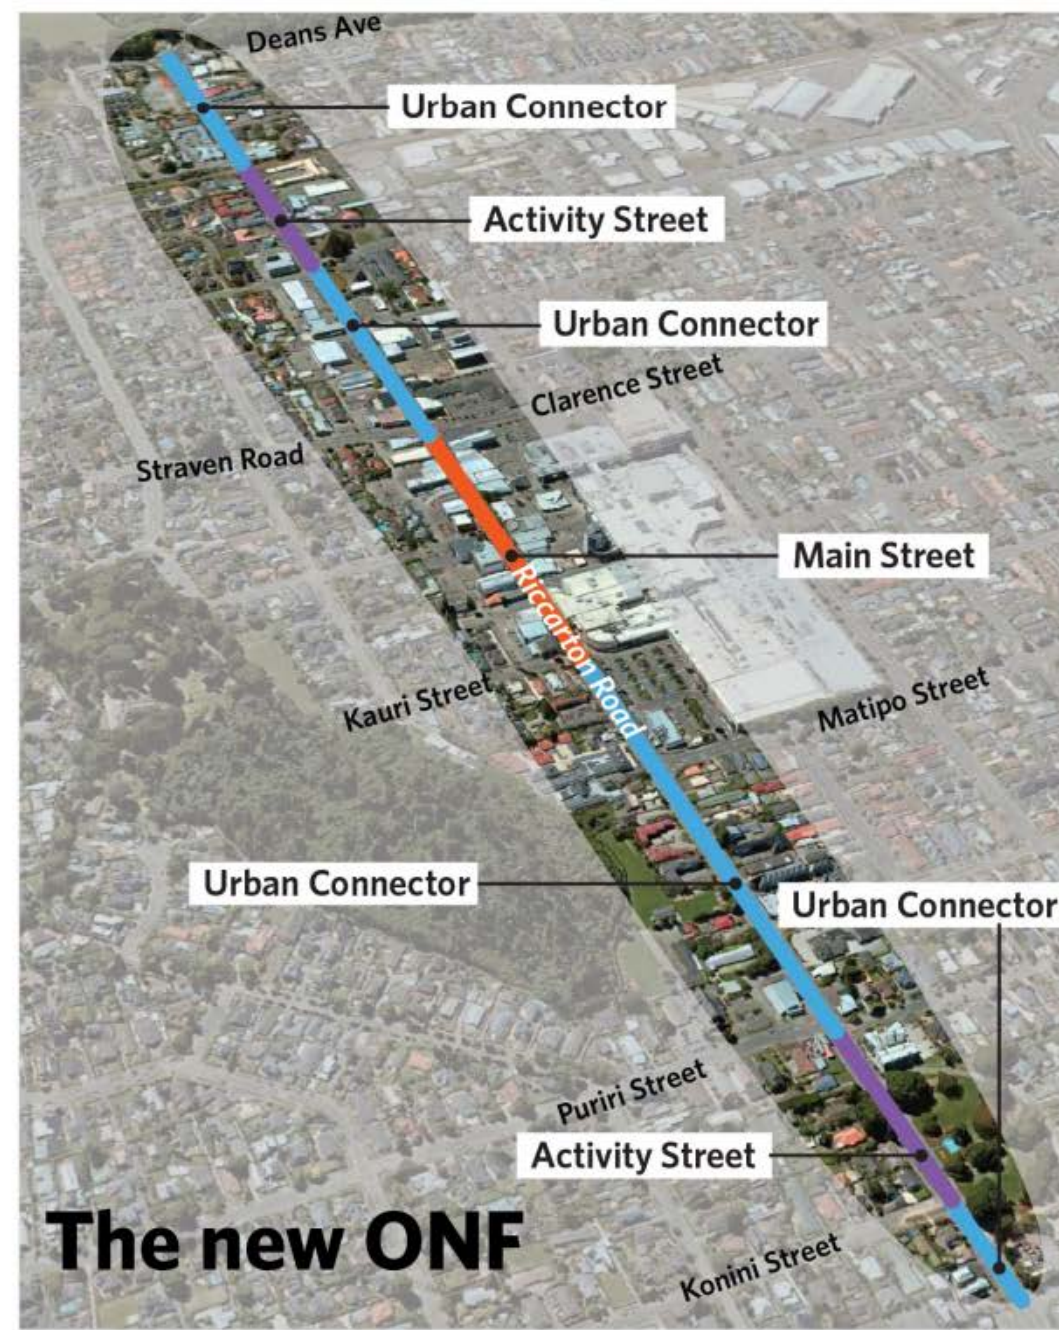 Deans Ave
Urban Connector
Activity Street
Urban Connector
Clarence Street
Straven Road
Main Street
Riccarton Road
Kauri Street
Matipo Street
Urban Connector
Urban Connector
Puriri Street
Activity Street
The new ONF
Konini Street